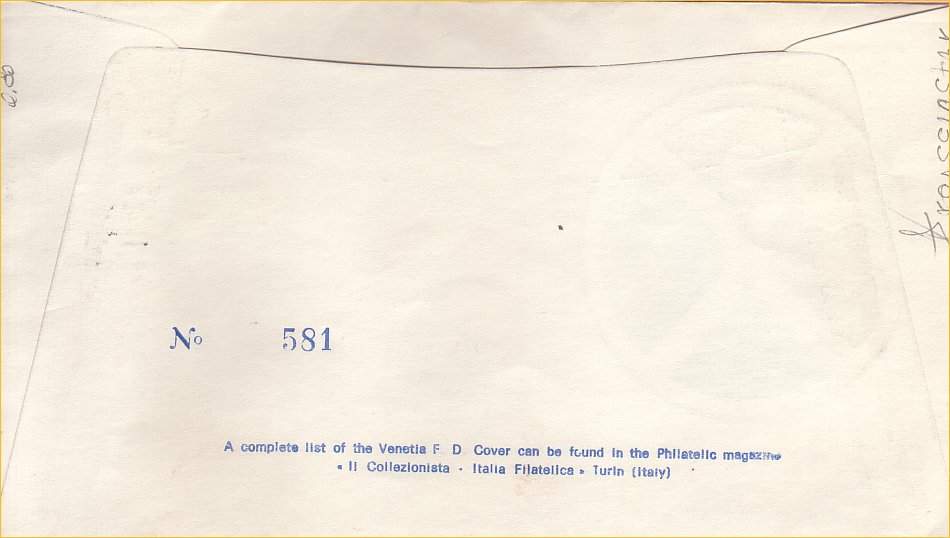 No 581
A complete list of the Venetia F. D. Cover can be found in the Philatelic magazine
« Il Collezionista - Italia Filatelica » Turin (Italy)